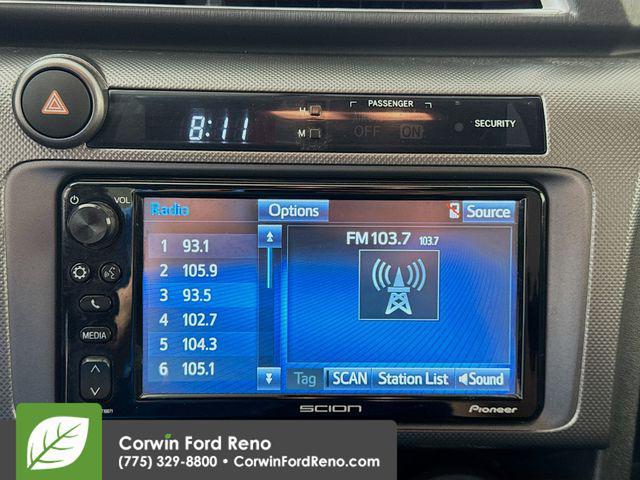 PASSENGER
H
8:11
M
OFF
ON
SECURITY
VOL
Radio
Options
Source
FM 103.7 103.7
1 93.1
2 105.9
3 93.5
4 102.7
5 104.3
6 105.1
MEDIA
Tag
SCAN
Station List
Sound
SCION
Pioneer
Corwin Ford Reno
(775) 329-8800 • CorwinFordReno.com